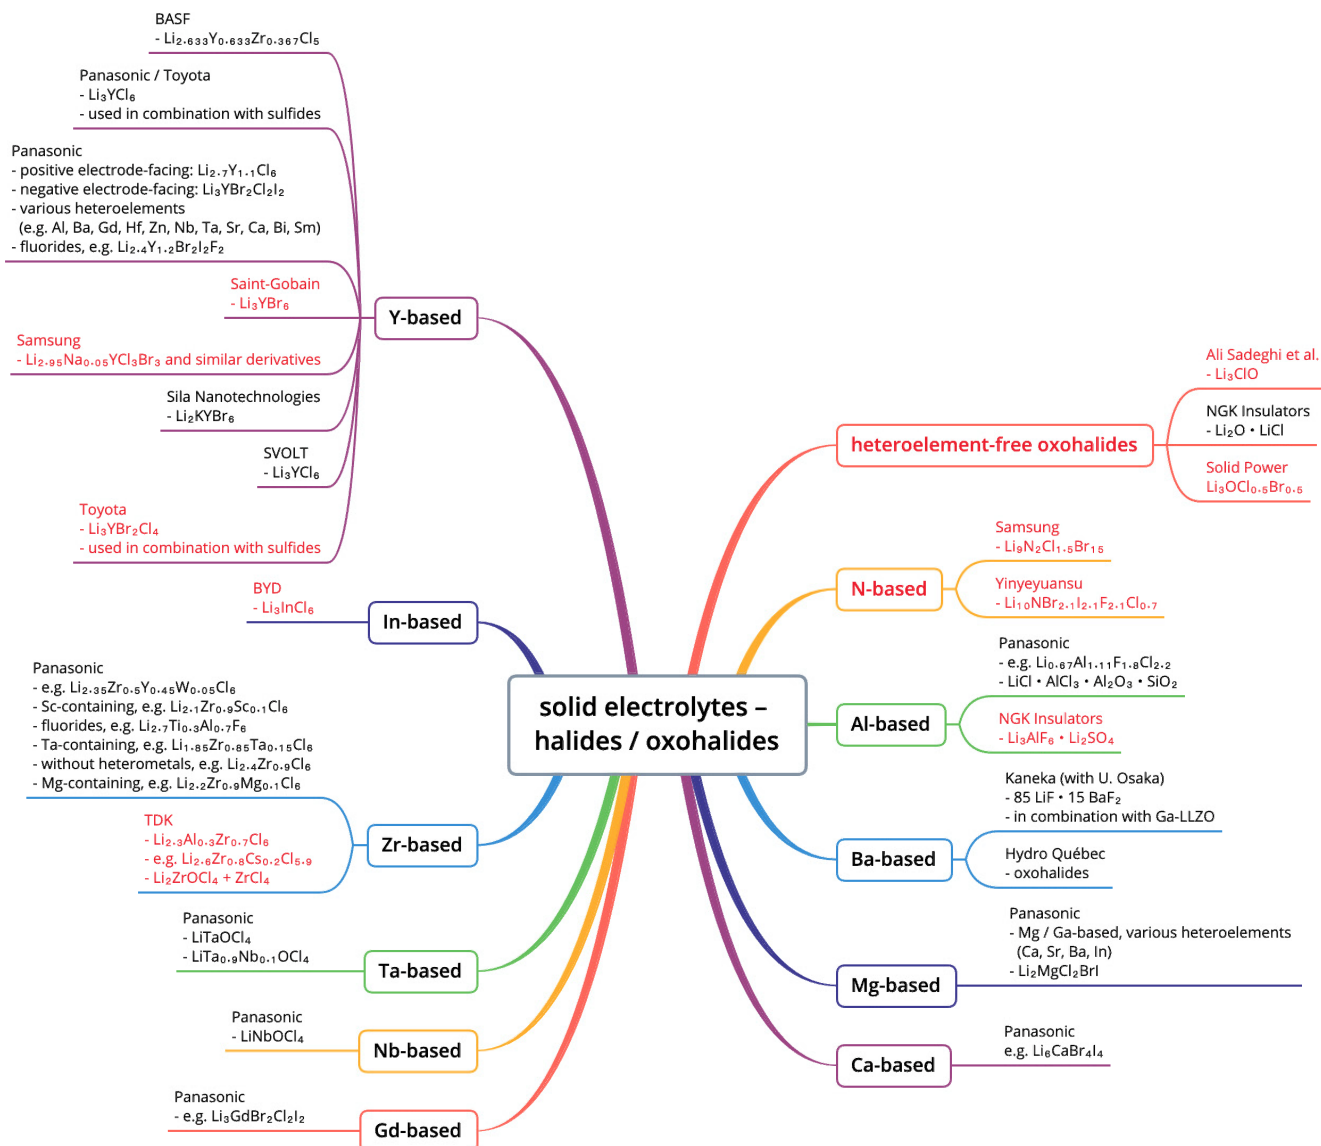 BASF
- Li₂.₆₃₃Y₀.₆₃₃Zr₀.₃₆₇Cl₅
Panasonic / Toyota
- Li₃YCl₆
- used in combination with sulfides
Panasonic
- positive electrode-facing: Li₂.₇Y₁.₁Cl₆
- negative electrode-facing: Li₃YBr₂Cl₂I₂
- various heteroelements
(e.g. Al, Ba, Gd, Hf, Zn, Nb, Ta, Sr, Ca, Bi, Sm)
- fluorides, e.g. Li₂.₄Y₁.₂Br₂I₂F₂
Saint-Gobain
- Li₃YBr₆
Samsung
- Li₂.₉₅Na₀.₀₅YCl₃Br₃ and similar derivatives
Sila Nanotechnologies
- Li₂KYBr₆
SVOLT
- Li₃YCl₆
Toyota
- Li₃YBr₂Cl₄
- used in combination with sulfides
Y-based
BYD
- Li₃InCl₆
In-based
Panasonic
- e.g. Li₂.₃₅Zr₀.₅Y₀.₄₅W₀.₀₅Cl₆
- Sc-containing, e.g. Li₂.₁Zr₀.₉Sc₀.₁Cl₆
- fluorides, e.g. Li₂.₇Ti₀.₃Al₀.₇F₆
- Ta-containing, e.g. Li₁.₈₅Zr₀.₈₅Ta₀.₁₅Cl₆
- without heterometals, e.g. Li₂.₄Zr₀.₉Cl₆
- Mg-containing, e.g. Li₂.₂Zr₀.₉Mg₀.₁Cl₆
TDK
- Li₂.₃Al₀.₃Zr₀.₇Cl₆
- e.g. Li₂.₆Zr₀.₈Cs₀.₂Cl₅.₉
- Li₂ZrOCl₄ + ZrCl₄
Zr-based
Panasonic
- LiTaOCl₄
- LiTa₀.₉Nb₀.₁OCl₄
Ta-based
Panasonic
- LiNbOCl₄
Nb-based
Panasonic
- e.g. Li₃GdBr₂Cl₂I₂
Gd-based
solid electrolytes –
halides / oxohalides
heteroelement-free oxohalides
Ali Sadeghi et al.
- Li₃ClO
NGK Insulators
- Li₂O • LiCl
Solid Power
Li₃OCl₀.₅Br₀.₅
N-based
Samsung
- Li₉N₂Cl₁.₅Br₁₅
Yinyeyuansu
- Li₁₀NBr₂.₁I₂.₁F₂.₁Cl₀.₇
Al-based
Panasonic
- e.g. Li₀.₆₇Al₁.₁₁F₁.₈Cl₂.₂
- LiCl • AlCl₃ • Al₂O₃ • SiO₂
NGK Insulators
- Li₃AlF₆ • Li₂SO₄
Ba-based
Kaneka (with U. Osaka)
- 85 LiF • 15 BaF₂
- in combination with Ga-LLZO
Hydro Québec
- oxohalides
Mg-based
Panasonic
- Mg / Ga-based, various heteroelements
(Ca, Sr, Ba, In)
- Li₂MgCl₂BrI
Ca-based
Panasonic
e.g. Li₆CaBr₄I₄